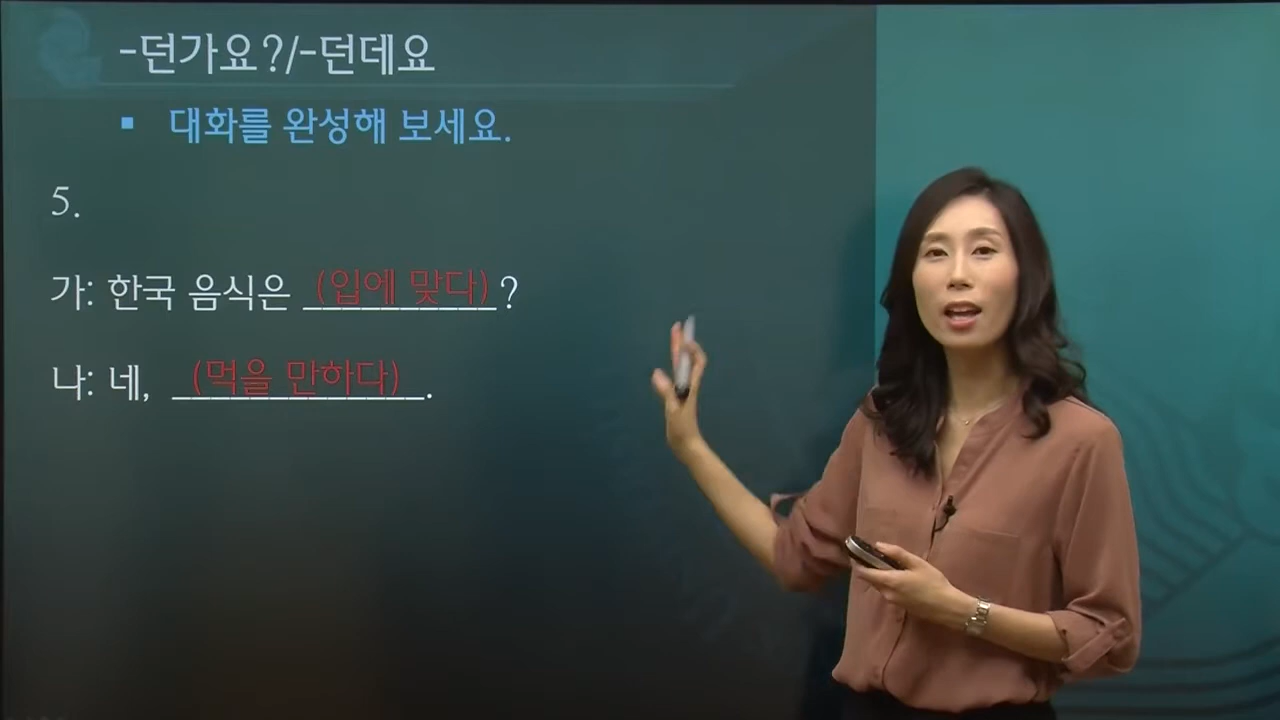 -던가요?/-던데요
▪ 대화를 완성해 보세요.
5.
가: 한국 음식은 (입에 맞다)?
나: 네, (먹을 만하다).